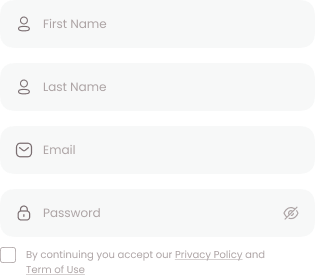 First Name
Last Name
Email
Password
By continuing you accept our Privacy Policy and
Term of Use